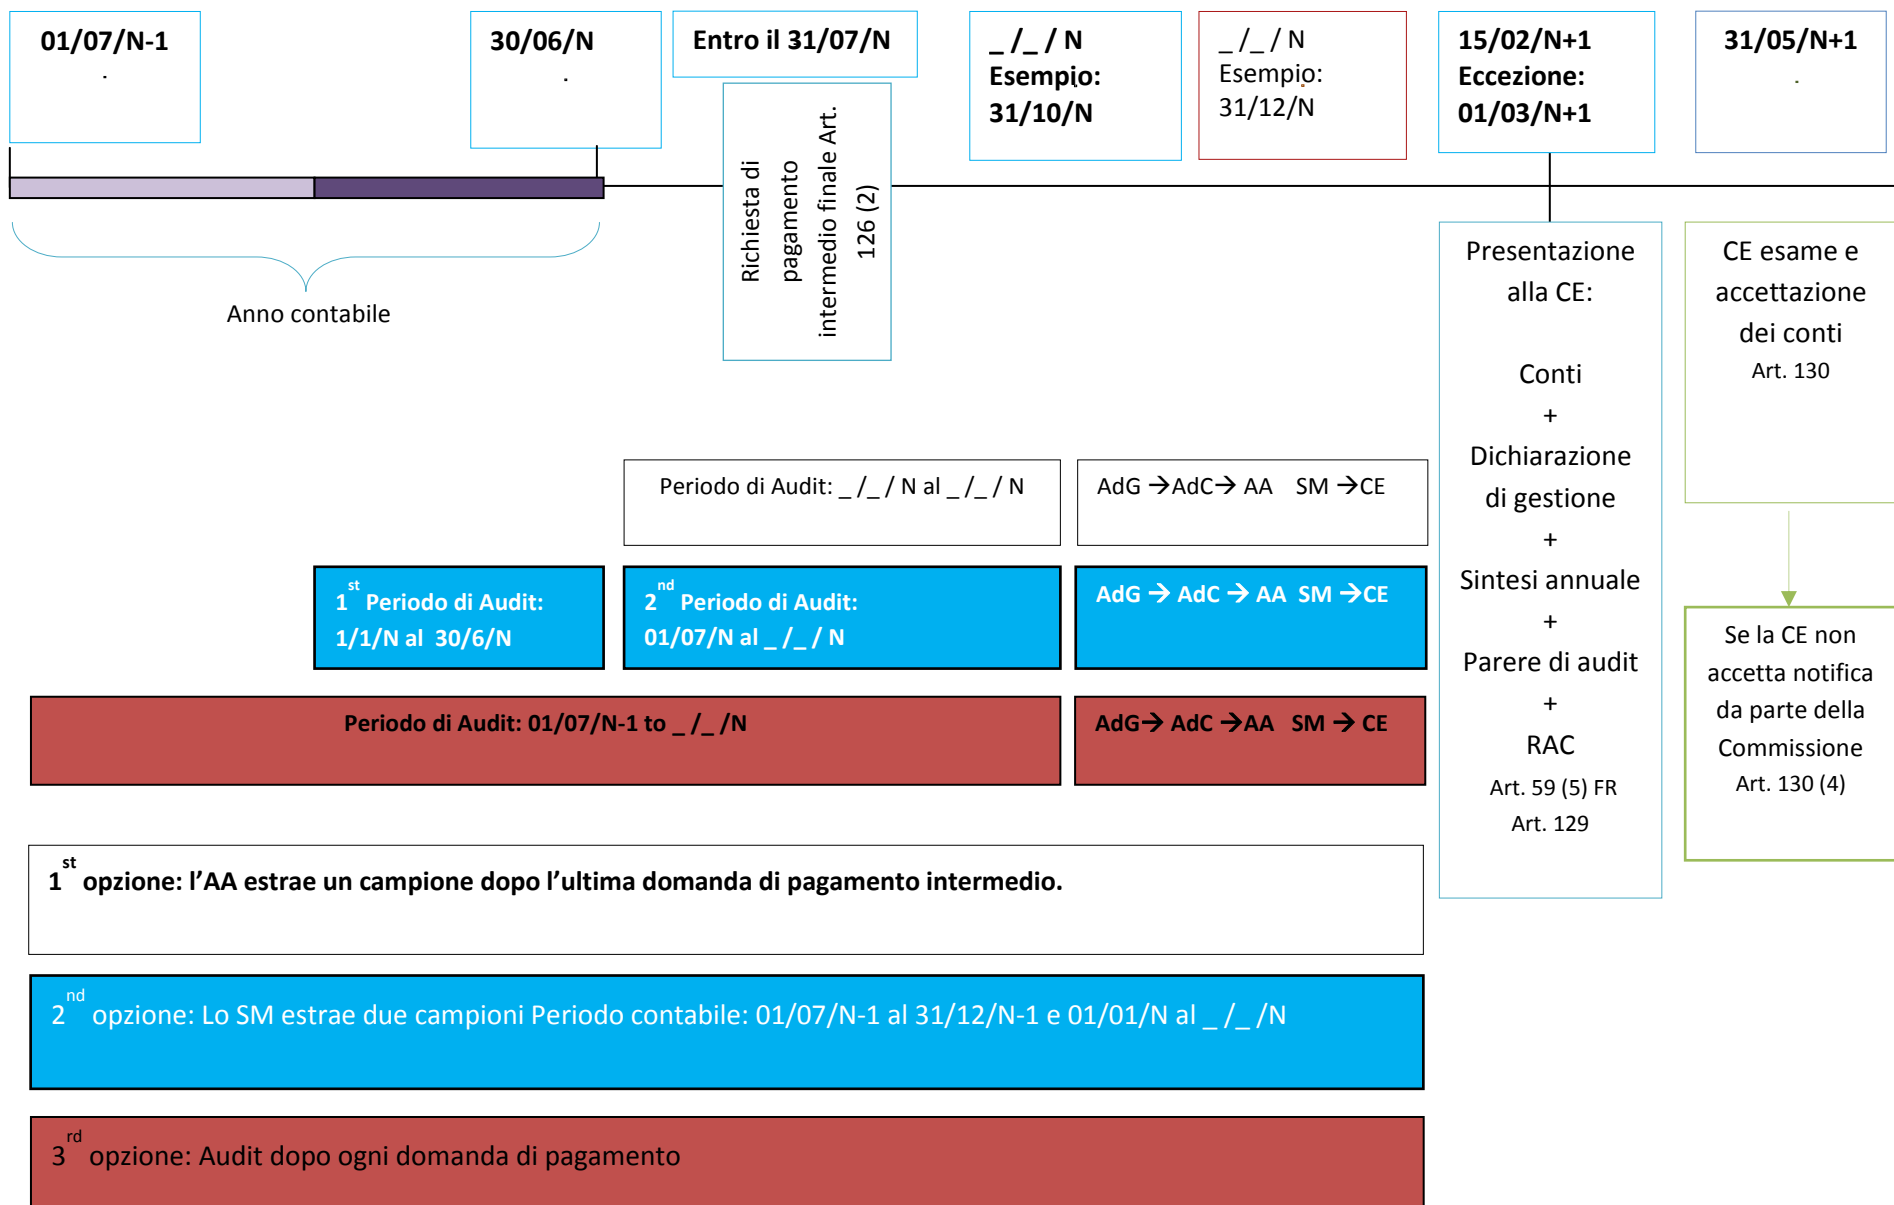 01/07/N-1
.
30/06/N
.
Entro il 31/07/N
_ /_ / N
Esempio:
31/10/N
_ /_ / N
Esempio:
31/12/N
15/02/N+1
Eccezione:
01/03/N+1
31/05/N+1
.
Richiesta di
pagamento
intermedio finale Art.
126 (2)
Anno contabile
Presentazione
alla CE:
Conti
+
Dichiarazione
di gestione
+
Sintesi annuale
+
Parere di audit
+
RAC
Art. 59 (5) FR
Art. 129
CE esame e
accettazione
dei conti
Art. 130
Se la CE non
accetta notifica
da parte della
Commissione
Art. 130 (4)
Periodo di Audit: _ /_ / N al _ /_ / N
AdG →AdC→ AA   SM →CE
1st Periodo di Audit:
1/1/N al  30/6/N
2nd Periodo di Audit:
01/07/N al _ /_ / N
AdG → AdC → AA  SM →CE
Periodo di Audit: 01/07/N-1 to _ /_ /N
AdG→ AdC →AA   SM → CE
1st opzione: l’AA estrae un campione dopo l’ultima domanda di pagamento intermedio.
2nd opzione: Lo SM estrae due campioni Periodo contabile: 01/07/N-1 al 31/12/N-1 e 01/01/N al _ /_ /N
3rd opzione: Audit dopo ogni domanda di pagamento